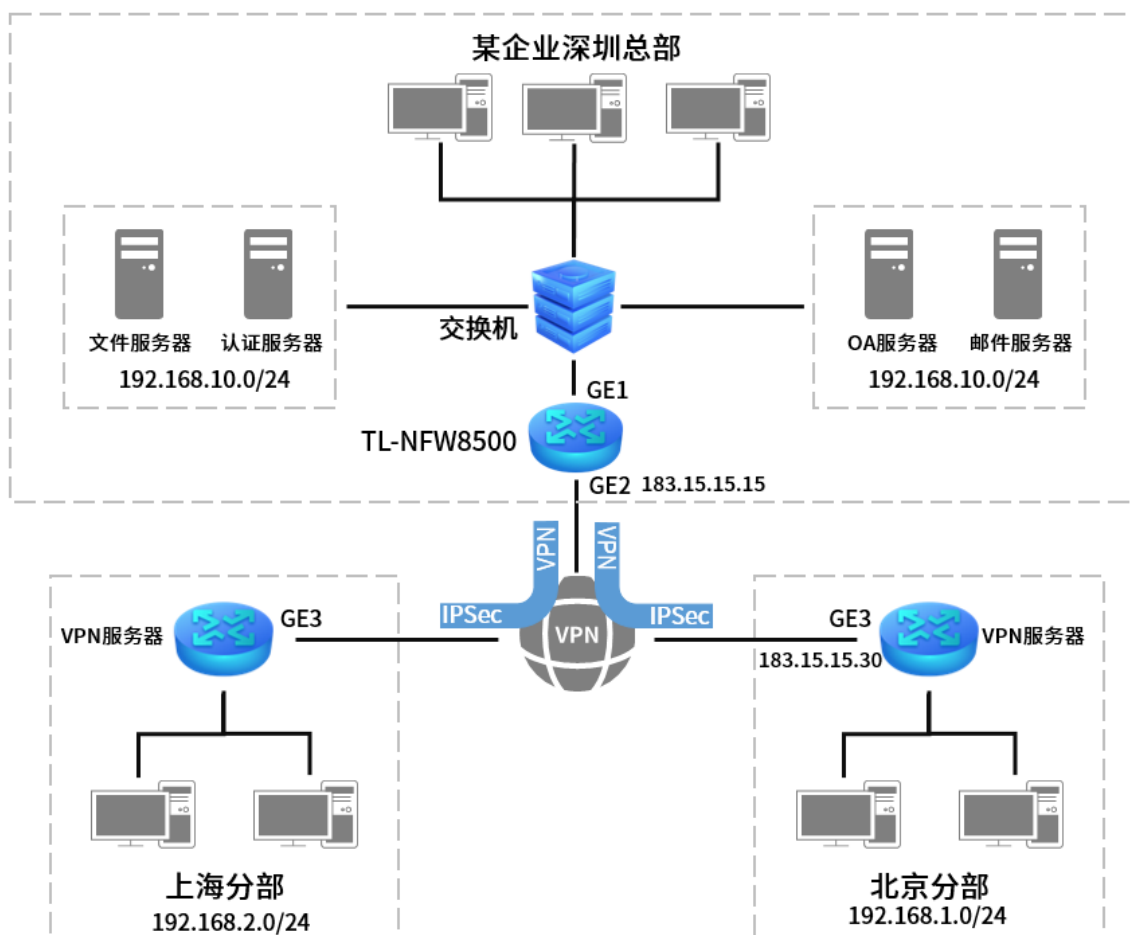 某企业深圳总部
文件服务器
认证服务器
192.168.10.0/24
交换机
OA服务器
邮件服务器
192.168.10.0/24
GE1
TL-NFW8500
GE2
183.15.15.15
VPN
VPN
IPSec
IPSec
VPN
VPN服务器
GE3
GE3
183.15.15.30
VPN服务器
上海分部
192.168.2.0/24
北京分部
192.168.1.0/24